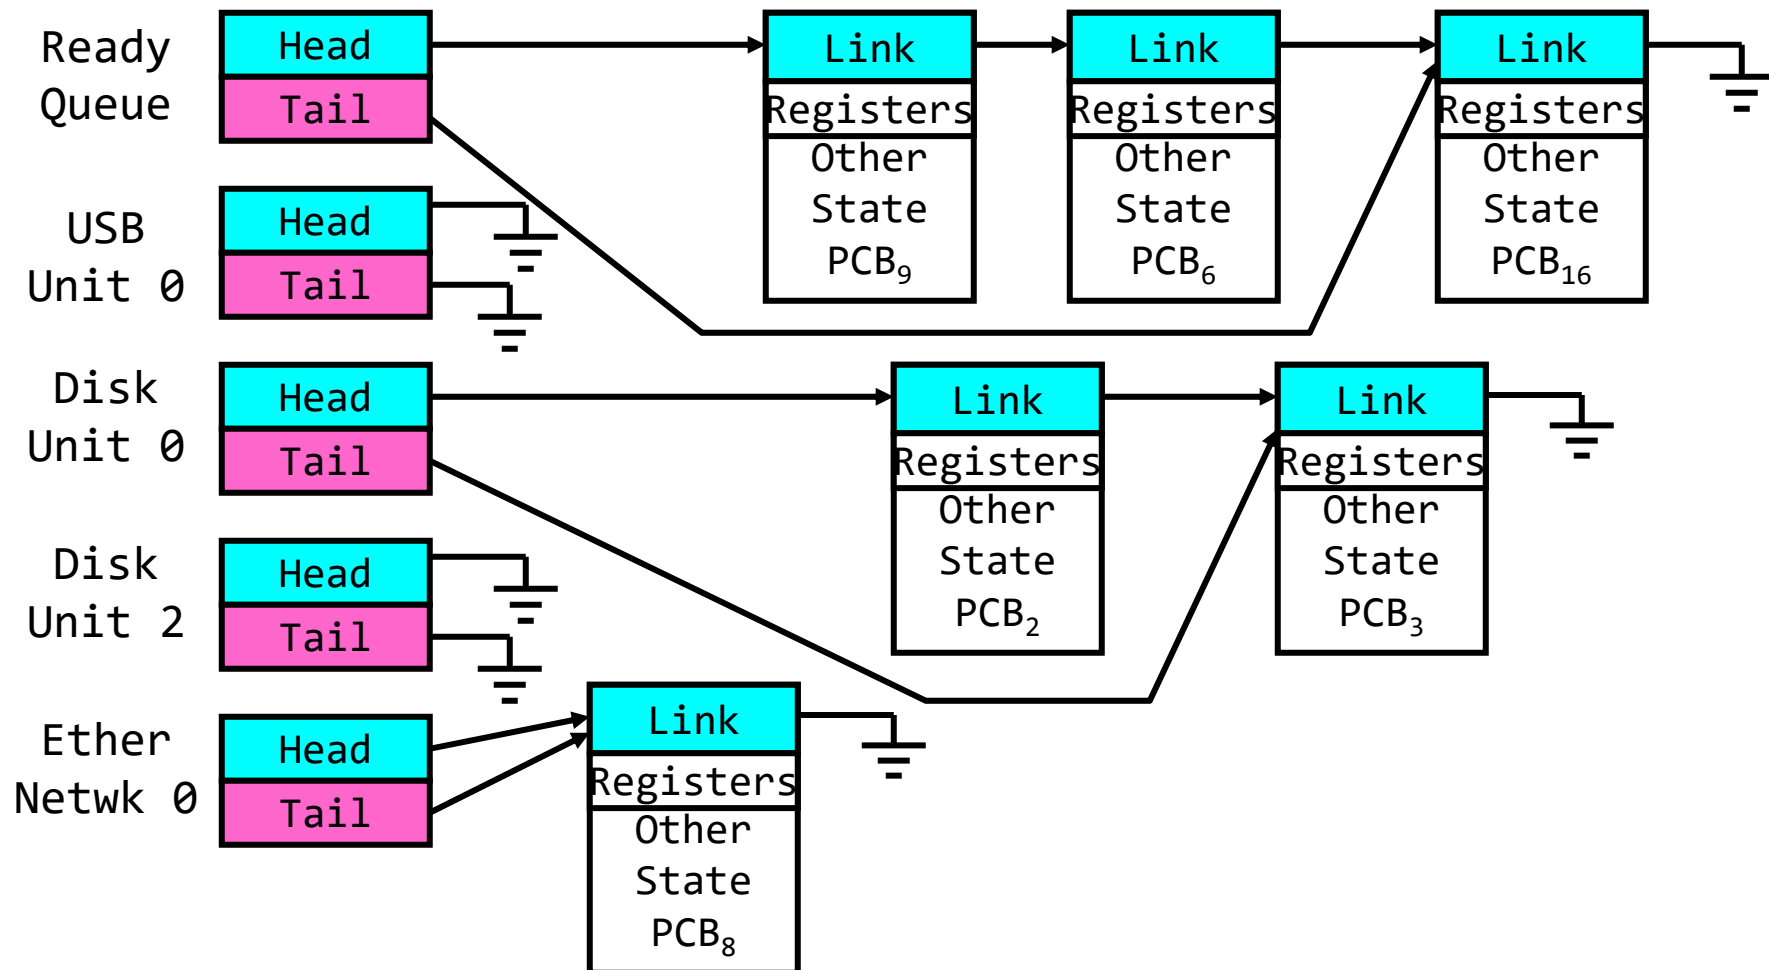 Ready
Queue
Head
Tail
Link
Registers
Other
State
PCB₉
Link
Registers
Other
State
PCB₆
Link
Registers
Other
State
PCB₁₆
USB
Unit 0
Head
Tail
Disk
Unit 0
Head
Tail
Link
Registers
Other
State
PCB₂
Link
Registers
Other
State
PCB₃
Disk
Unit 2
Head
Tail
Ether
Netwk 0
Head
Tail
Link
Registers
Other
State
PCB₈